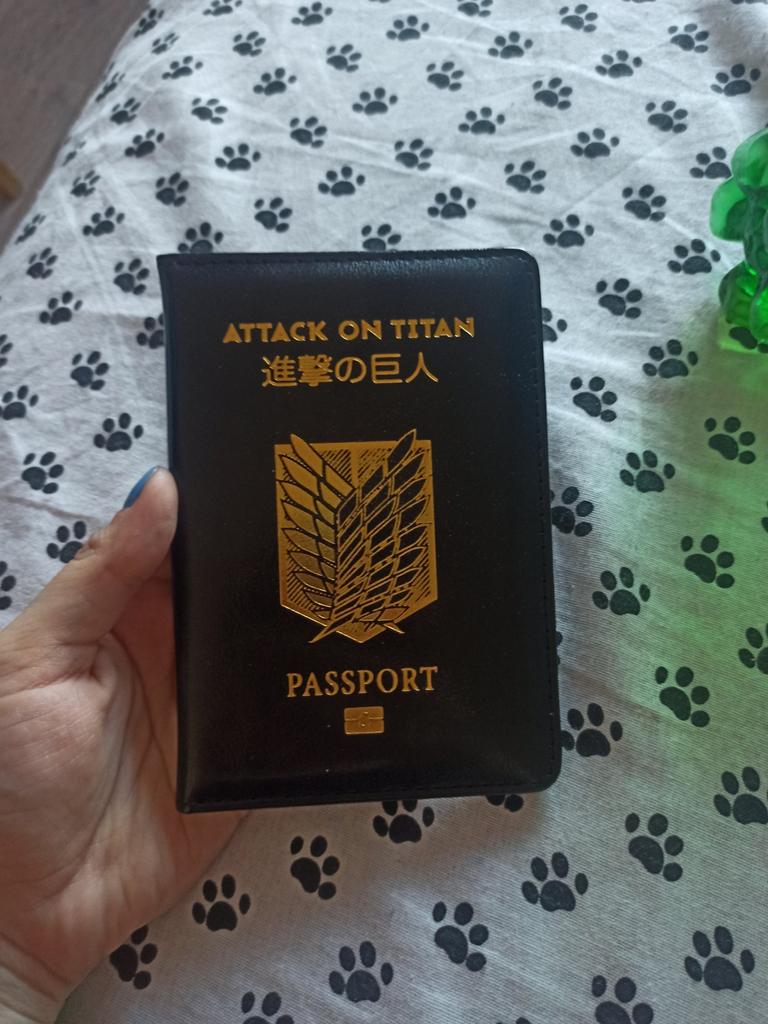 ATTACK ON TITAN
進撃の巨人
PASSPORT